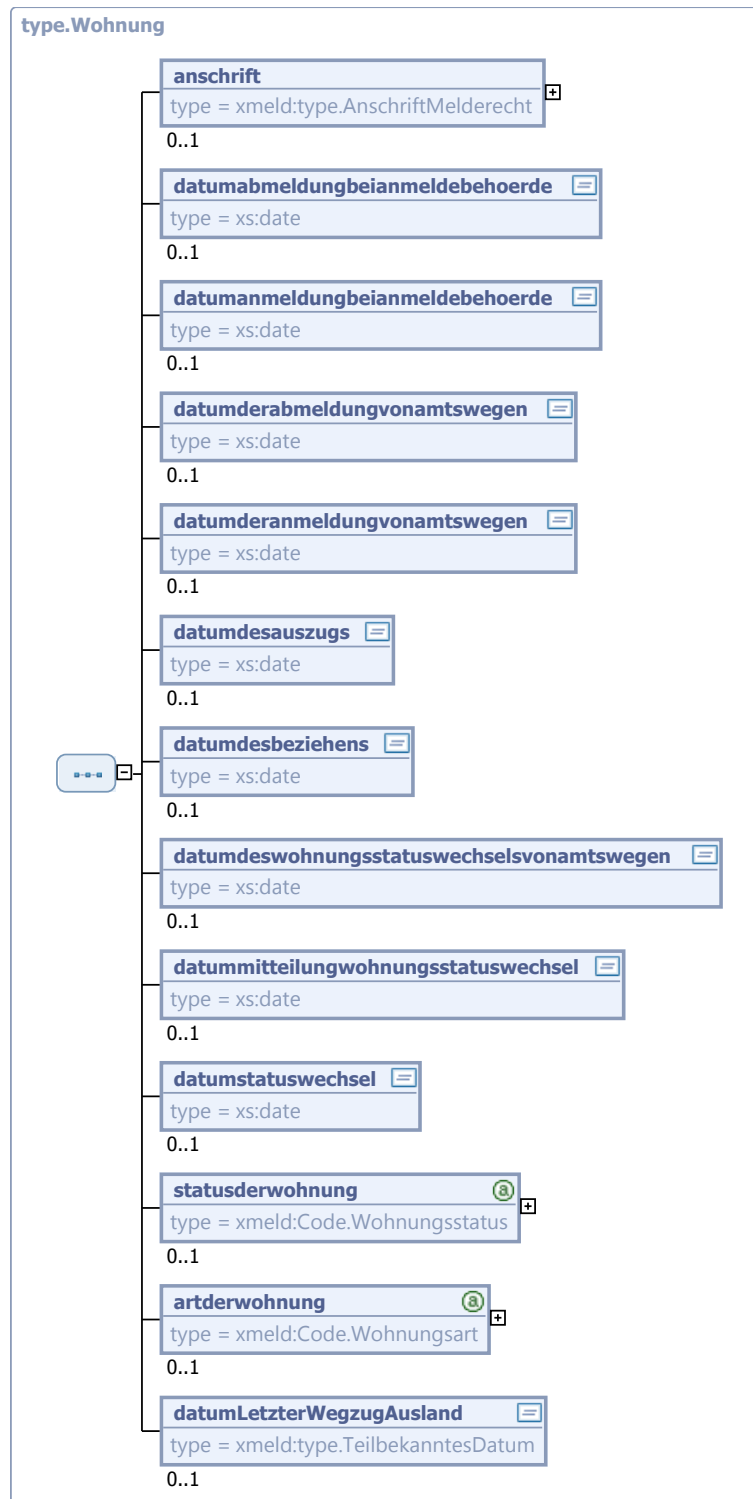 type.Wohnung
anschrift
type = xmeld:type.AnschriftMelderecht
0..1
datumabmeldungbeianmeldebehoerde
type = xs:date
0..1
datumanmeldungbeianmeldebehoerde
type = xs:date
0..1
datumderabmeldungvonamtswegen
type = xs:date
0..1
datumderanmeldungvonamtswegen
type = xs:date
0..1
datumdesauszugs
type = xs:date
0..1
datumdesbeziehens
type = xs:date
0..1
datumdeswohnungsstatuswechselsvonamtswegen
type = xs:date
0..1
datummitteilungwohnungsstatuswechsel
type = xs:date
0..1
datumstatuswechsel
type = xs:date
0..1
statusderwohnung a
type = xmeld:Code.Wohnungsstatus
0..1
artderwohnung a
type = xmeld:Code.Wohnungsart
0..1
datumLetzterWegzugAusland
type = xmeld:type.TeilbekanntesDatum
0..1